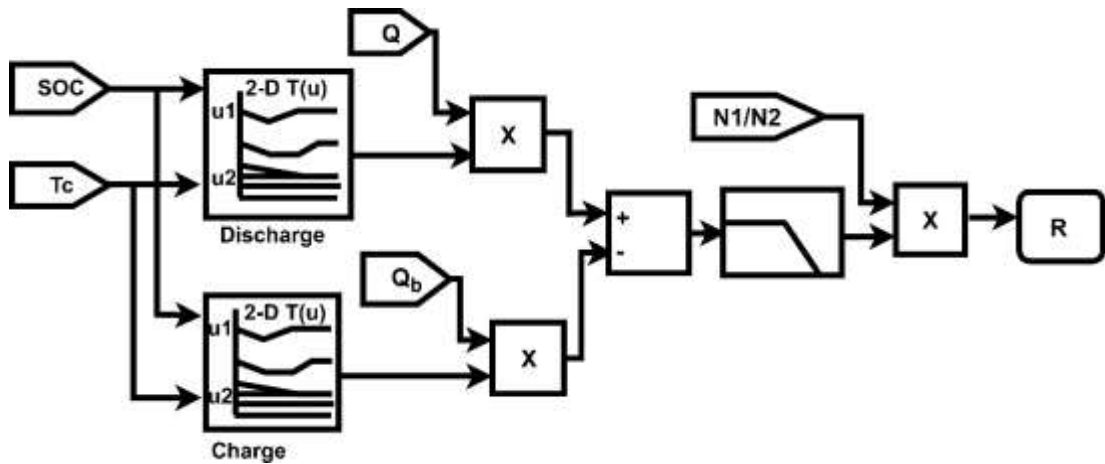 SOC
Tc
2-D T(u)
u1
u2
Discharge
2-D T(u)
u1
u2
Charge
Q
X
Qb
X
+
-
N1/N2
X
R